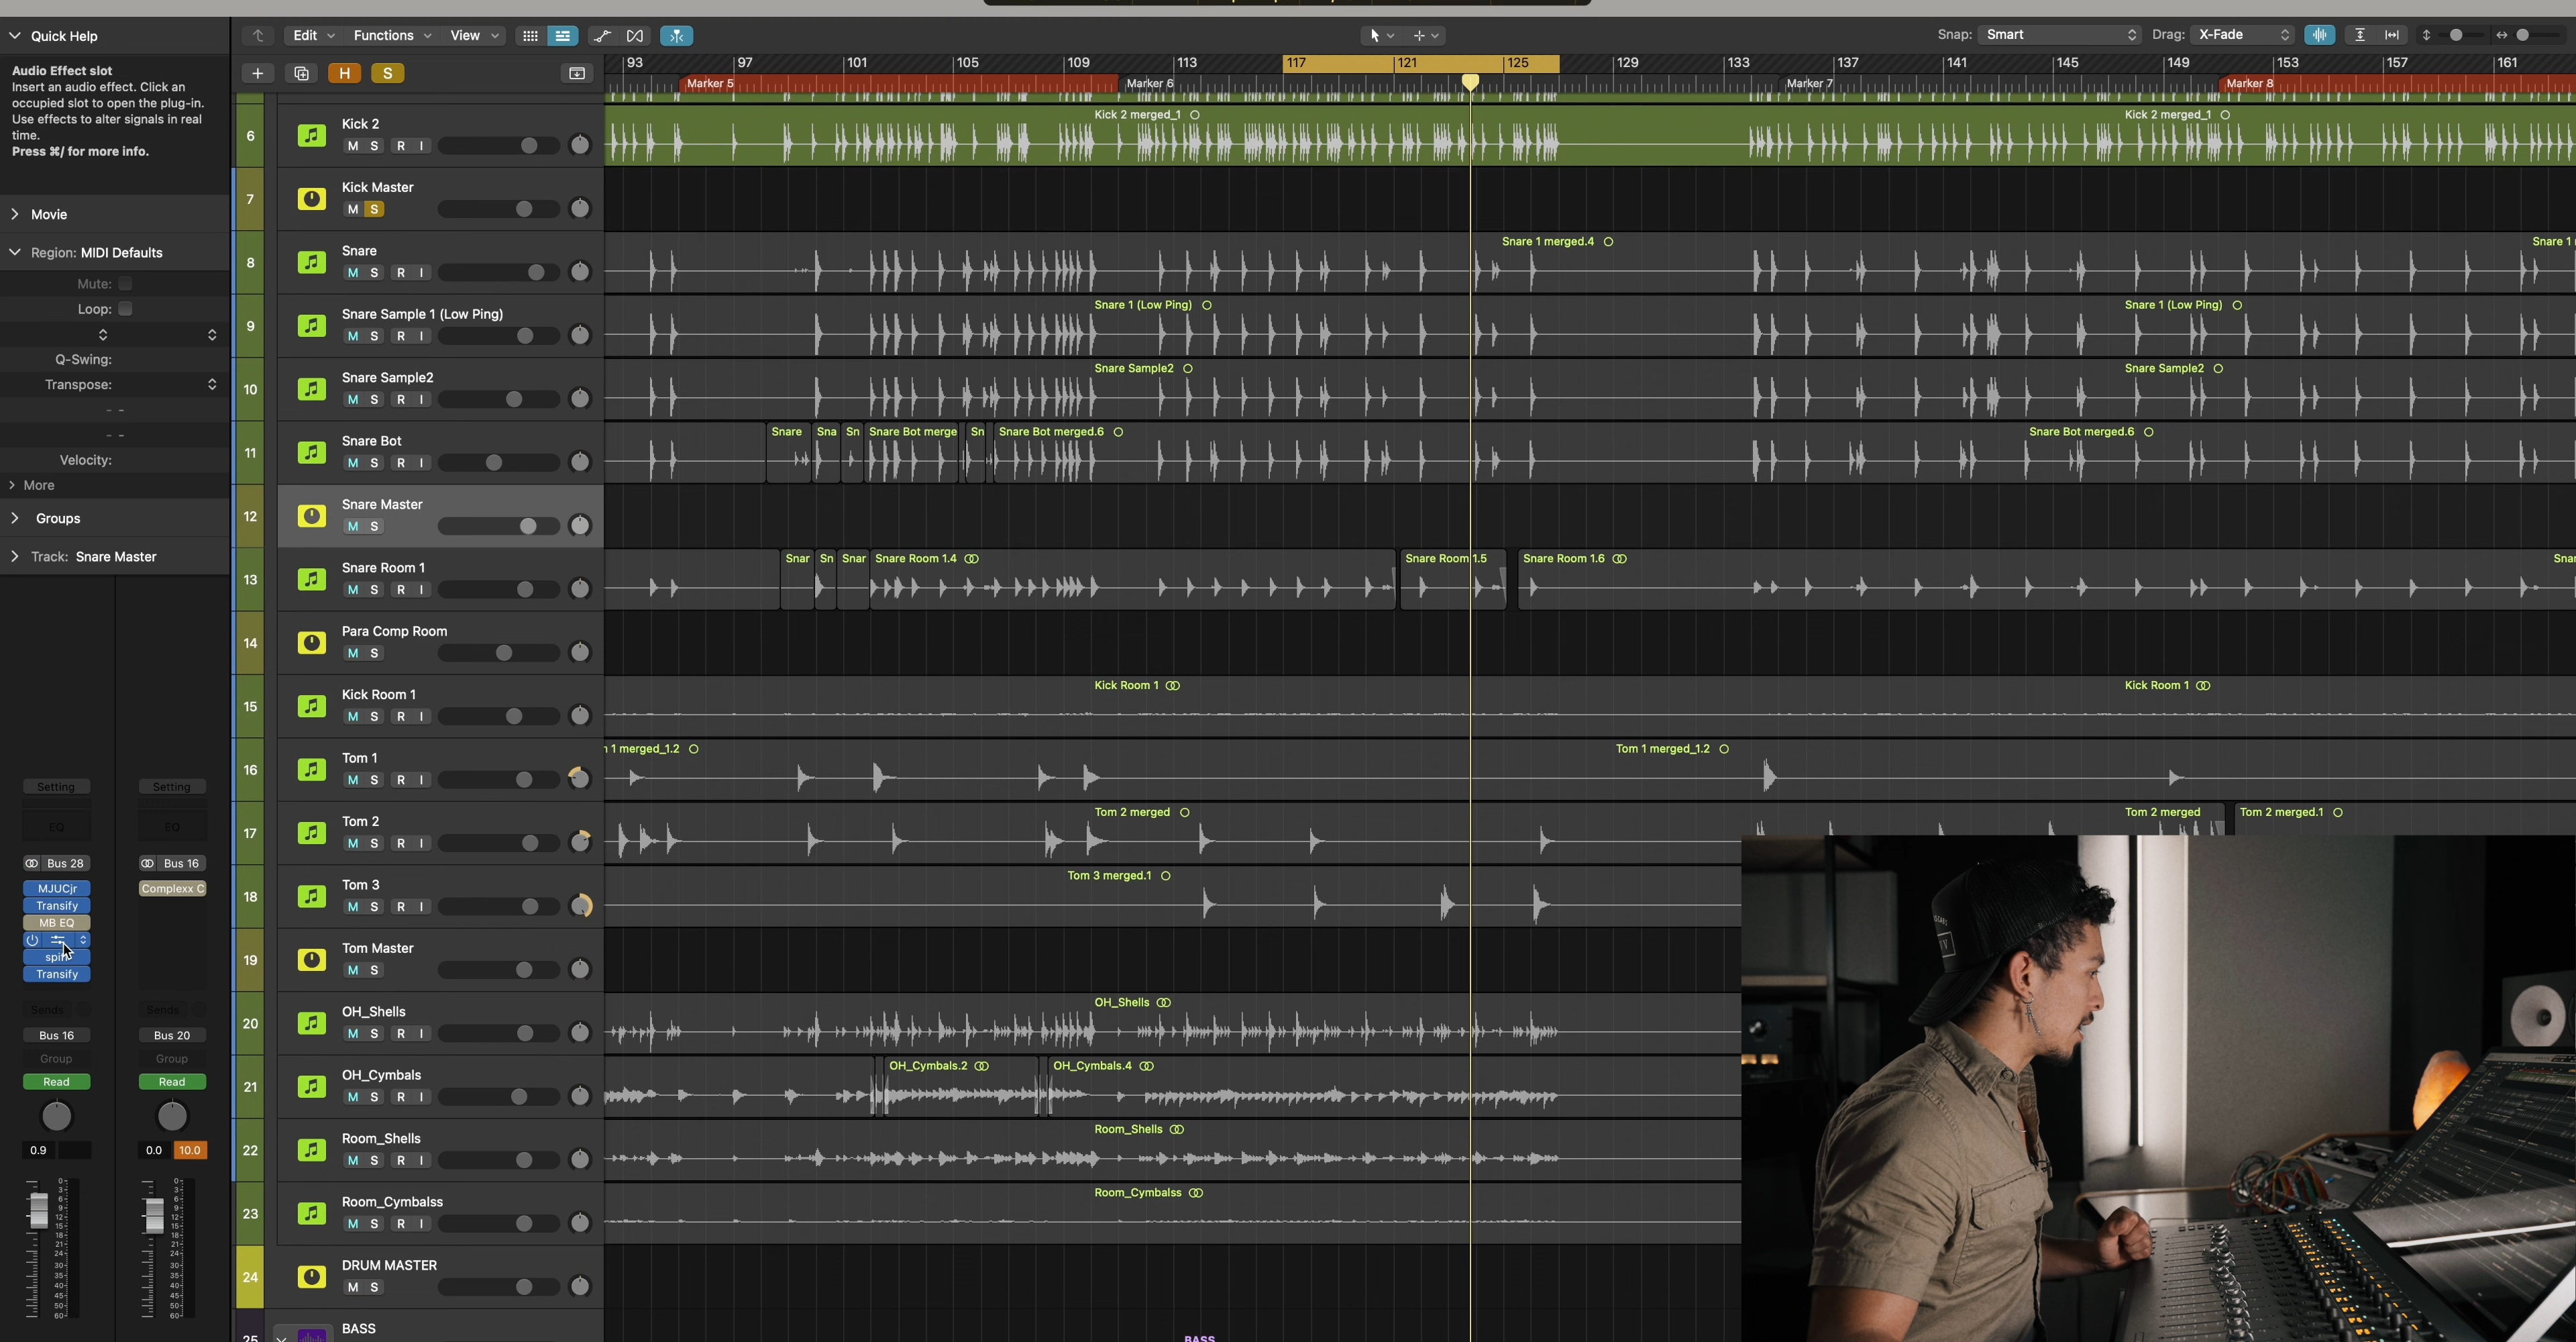 Quick Help
Audio Effect slot
Insert an audio effect. Click an
occupied slot to open the plug-in.
Use effects to alter signals in real
time.
Press ⌘/ for more info.
Movie
Region: MIDI Defaults
Mute:
Loop:
Q-Swing:
Transpose:
- -
- -
Velocity:
More
Groups
Track: Snare Master
Setting Setting
EQ EQ
Bus 28 Bus 16
MJUCjr Complexx C
Transify
MB EQ
Transify
Sends Sends
Bus 16 Bus 20
Group Group
Read Read
0.9 0.0 10.0
Edit Functions View
Snap: Smart Drag: X-Fade
H S
93 97 101 105 109 113 117 121 125 129 133 137 141 145 149 153 157 161
Marker 5 Marker 6 Marker 7 Marker 8
6 Kick 2 Kick 2 merged_1 Kick 2 merged_1
M S R I
7 Kick Master
M S
8 Snare Snare 1 merged.4 Snare 1
M S R I
9 Snare Sample 1 (Low Ping) Snare 1 (Low Ping) Snare 1 (Low Ping)
M S R I
10 Snare Sample2 Snare Sample2 Snare Sample2
M S R I
11 Snare Bot Snare Sna Sn Snare Bot merge Sn Snare Bot merged.6 Snare Bot merged.6
M S R I
12 Snare Master
M S
13 Snare Room 1 Snar Sn Snar Snare Room 1.4 Snare Room 1.5 Snare Room 1.6 Snar
M S R I
14 Para Comp Room
M S
15 Kick Room 1 Kick Room 1 Kick Room 1
M S R I
16 Tom 1 1 merged_1.2 Tom 1 merged_1.2
M S R I
17 Tom 2 Tom 2 merged Tom 2 merged Tom 2 merged.1
M S R I
18 Tom 3 Tom 3 merged.1
M S R I
19 Tom Master
M S
20 OH_Shells OH_Shells
M S R I
21 OH_Cymbals OH_Cymbals.2 OH_Cymbals.4
M S R I
22 Room_Shells Room_Shells
M S R I
23 Room_Cymbalss Room_Cymbalss
M S R I
24 DRUM MASTER
M S
25 BASS BASS